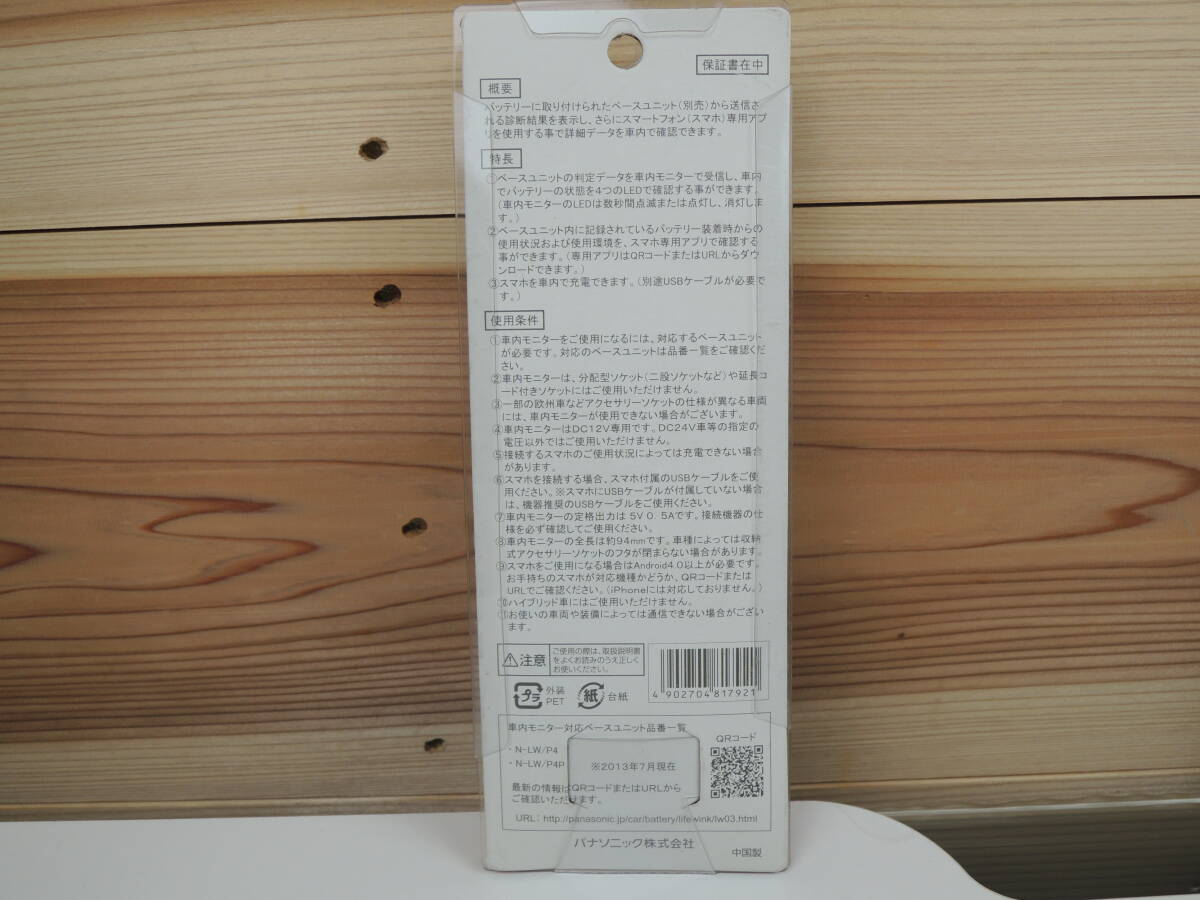 保証書在中
概要
バッテリーに取り付けられたベースユニット(別売)から送信さ
れる診断結果を表示し、さらにスマートフォン(スマホ)専用アプ
リを使用する事で詳細データを車内で確認できます。
特長
①ベースユニットの判定データを車内モニターで受信し、車内
でバッテリーの状態を4つのLEDで確認する事ができます。
(車内モニターのLEDは数秒間点滅または点灯し、消灯しま
す。)
②ベースユニット内に記録されているバッテリー装着時からの
使用状況および使用環境を、スマホ専用アプリで確認する
事ができます。(専用アプリはQRコードまたはURLからダウ
ンロードできます。)
③スマホを車内で充電できます。(別途USBケーブルが必要で
す。)
使用条件
①車内モニターをご使用になるには、対応するベースユニット
が必要です。対応のベースユニットは品番一覧をご確認くだ
さい。
②車内モニターは、分配型ソケット(二段ソケットなど)や延長コ
ード付きソケットにはご使用いただけません。
③一部の欧州車などアクセサリーソケットの仕様が異なる車両
には、車内モニターが使用できない場合がございます。
④車内モニターはDC12V専用です。DC24V車等の指定の
電圧以外ではご使用いただけません。
⑤接続するスマホのご使用状況によっては充電できない場合
があります。
⑥スマホを接続する場合、スマホ付属のUSBケーブルをご使
用ください。※スマホにUSBケーブルが付属していない場合
は、機器推奨のUSBケーブルをご使用ください。
⑦車内モニターの定格出力は 5V 0.5Aです。接続機器の仕
様を必ず確認してご使用ください。
⑧車内モニターの全長は約94mmです。車種によっては収納
式アクセサリーソケットのフタが閉まらない場合があります。
⑨スマホをご使用になる場合はAndroid4.0以上が必要です。
お手持ちのスマホが対応機種かどうか、QRコードまたは
URLでご確認ください。(iPhoneには対応しておりません。)
⑩ハイブリッド車にはご使用いただけません。
⑪お使いの車両や装備によっては通信できない場合がござい
ます。
注意
ご使用の際は、取扱説明書
をよくお読みのうえ正しく
お使いください。
プラ
外装
PET
紙
台紙
4 902704 817921
車内モニター対応ベースユニット品番一覧
・N-LW/P4
・N-LW/P4P
※2013年7月現在
QRコード
最新の情報はQRコードまたはURLから
ご確認いただけます。
URL: http://panasonic.jp/car/battery/lifewink/lw03.html
パナソニック株式会社
中国製